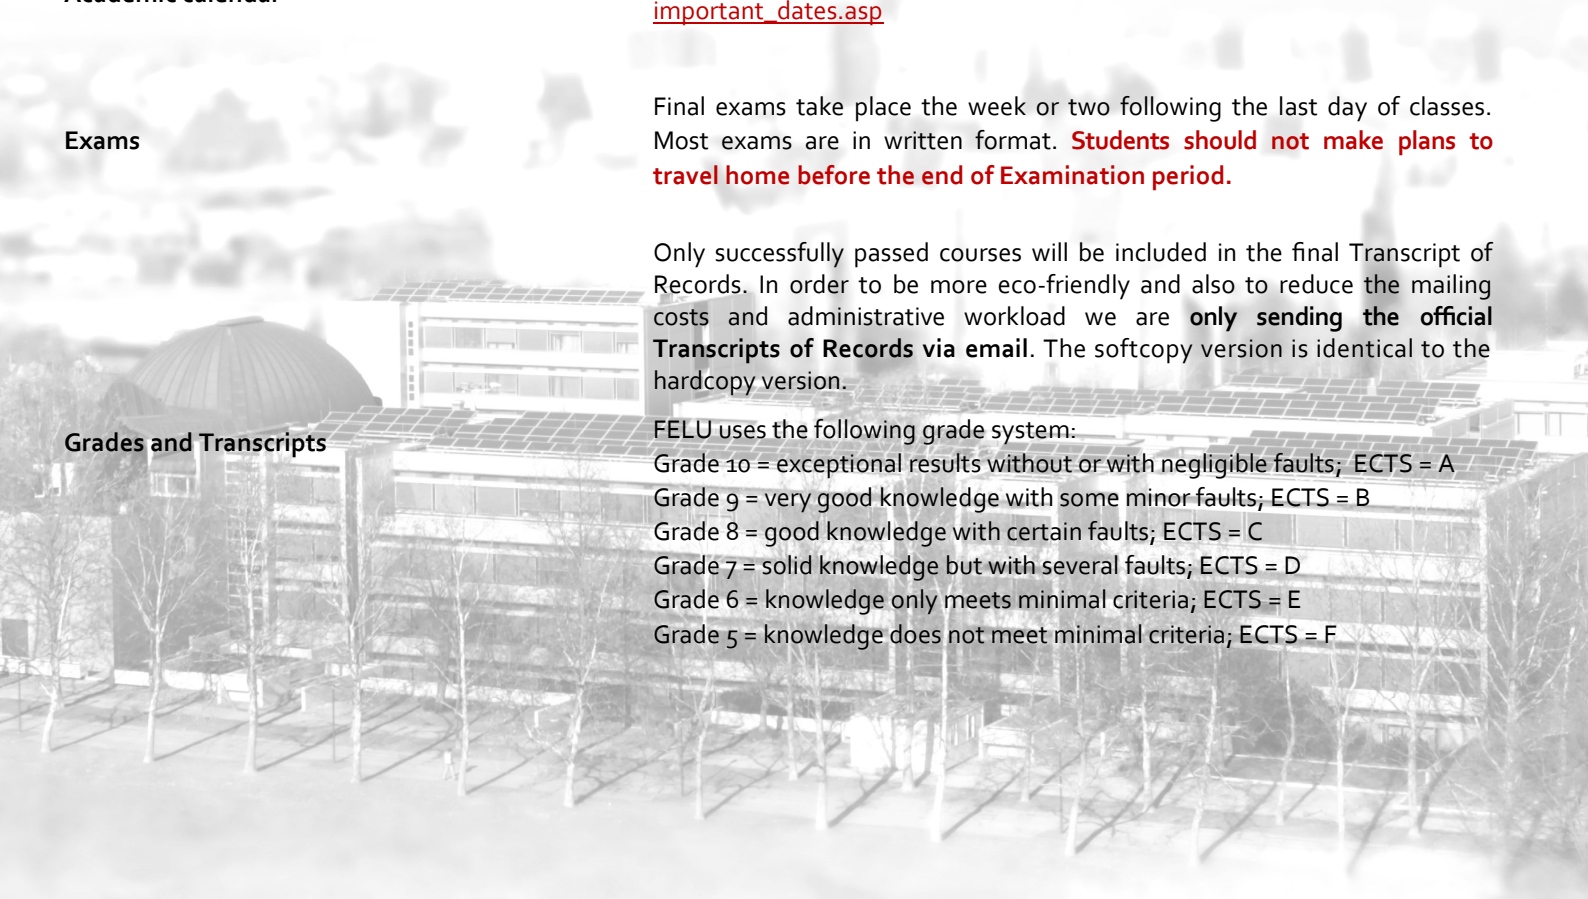 Academic calendar
important_dates.asp
Exams
Final exams take place the week or two following the last day of classes.
Most exams are in written format. Students should not make plans to
travel home before the end of Examination period.
Grades and Transcripts
Only successfully passed courses will be included in the final Transcript of
Records. In order to be more eco-friendly and also to reduce the mailing
costs and administrative workload we are only sending the official
Transcripts of Records via email. The softcopy version is identical to the
hardcopy version.
FELU uses the following grade system:
Grade 10 = exceptional results without or with negligible faults; ECTS = A
Grade 9 = very good knowledge with some minor faults; ECTS = B
Grade 8 = good knowledge with certain faults; ECTS = C
Grade 7 = solid knowledge but with several faults; ECTS = D
Grade 6 = knowledge only meets minimal criteria; ECTS = E
Grade 5 = knowledge does not meet minimal criteria; ECTS = F